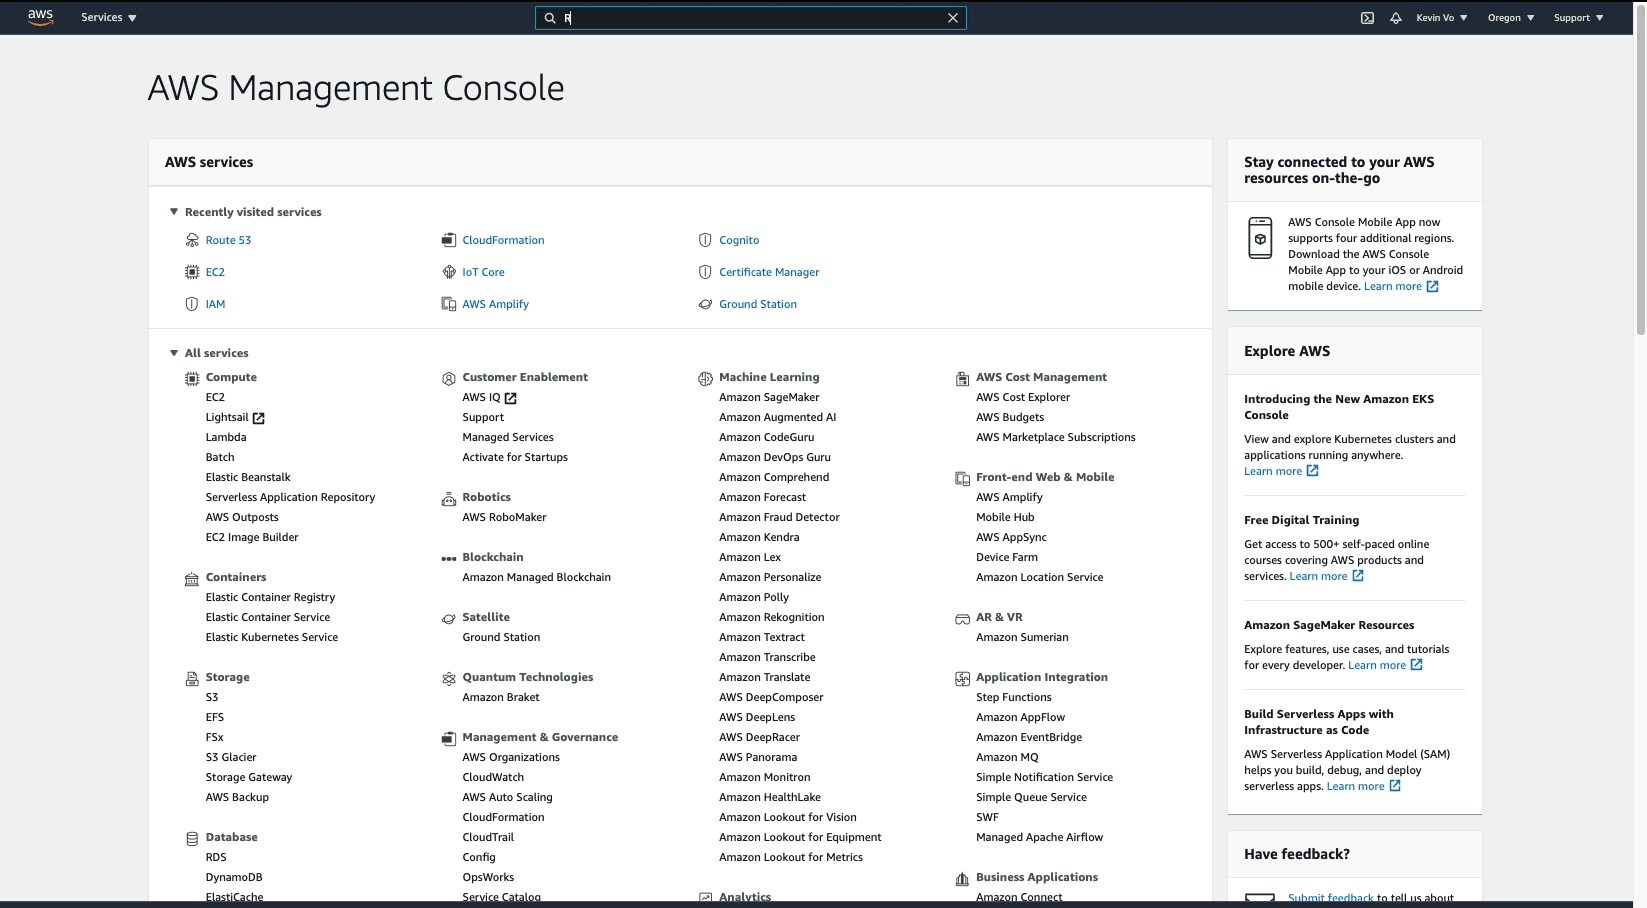 aws
Services
R
Kevin Vo
Oregon
Support
AWS Management Console
AWS services
Recently visited services
Route 53
CloudFormation
Cognito
EC2
IoT Core
Certificate Manager
IAM
AWS Amplify
Ground Station
All services
Compute
EC2
Lightsail
Lambda
Batch
Elastic Beanstalk
Serverless Application Repository
AWS Outposts
EC2 Image Builder
Containers
Elastic Container Registry
Elastic Container Service
Elastic Kubernetes Service
Storage
S3
EFS
FSx
S3 Glacier
Storage Gateway
AWS Backup
Database
RDS
DynamoDB
ElastiCache
Customer Enablement
AWS IQ
Support
Managed Services
Activate for Startups
Robotics
AWS RoboMaker
Blockchain
Amazon Managed Blockchain
Satellite
Ground Station
Quantum Technologies
Amazon Braket
Management & Governance
AWS Organizations
CloudWatch
AWS Auto Scaling
CloudFormation
CloudTrail
Config
OpsWorks
Service Catalog
Machine Learning
Amazon SageMaker
Amazon Augmented AI
Amazon CodeGuru
Amazon DevOps Guru
Amazon Comprehend
Amazon Forecast
Amazon Fraud Detector
Amazon Kendra
Amazon Lex
Amazon Personalize
Amazon Polly
Amazon Rekognition
Amazon Textract
Amazon Transcribe
Amazon Translate
AWS DeepComposer
AWS DeepLens
AWS DeepRacer
AWS Panorama
Amazon Monitron
Amazon HealthLake
Amazon Lookout for Vision
Amazon Lookout for Equipment
Amazon Lookout for Metrics
Analytics
AWS Cost Management
AWS Cost Explorer
AWS Budgets
AWS Marketplace Subscriptions
Front-end Web & Mobile
AWS Amplify
Mobile Hub
AWS AppSync
Device Farm
Amazon Location Service
AR & VR
Amazon Sumerian
Application Integration
Step Functions
Amazon AppFlow
Amazon EventBridge
Amazon MQ
Simple Notification Service
Simple Queue Service
SWF
Managed Apache Airflow
Business Applications
Amazon Connect
Stay connected to your AWS
resources on-the-go
AWS Console Mobile App now
supports four additional regions.
Download the AWS Console
Mobile App to your iOS or Android
mobile device. Learn more
Explore AWS
Introducing the New Amazon EKS
Console
View and explore Kubernetes clusters and
applications running anywhere.
Learn more
Free Digital Training
Get access to 500+ self-paced online
courses covering AWS products and
services. Learn more
Amazon SageMaker Resources
Explore features, use cases, and tutorials
for every developer. Learn more
Build Serverless Apps with
Infrastructure as Code
AWS Serverless Application Model (SAM)
helps you build, debug, and deploy
serverless apps. Learn more
Have feedback?
Submit feedback to tell us about